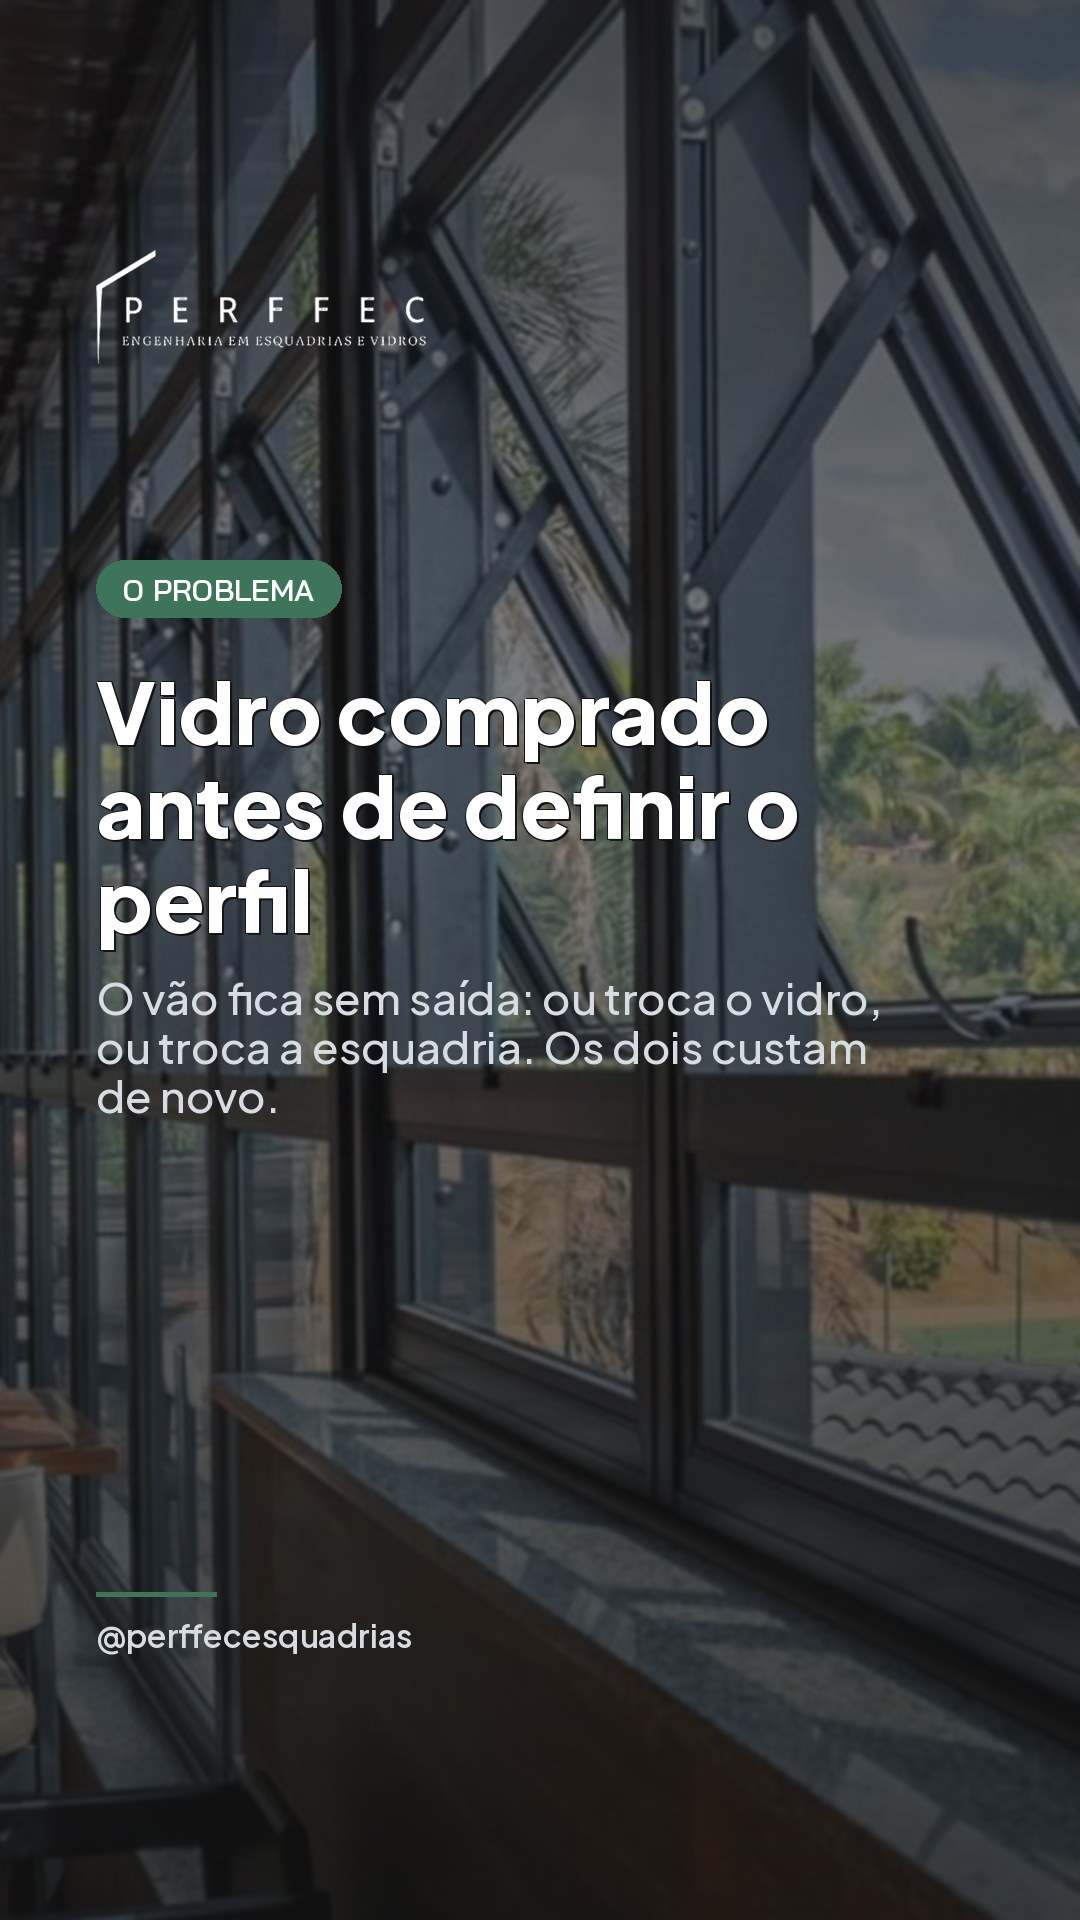 PERFFEC
ENGENHARIA EM ESQUADRIAS E VIDROS
O PROBLEMA
Vidro comprado
antes de definir o
perfil
O vão fica sem saída: ou troca o vidro,
ou troca a esquadria. Os dois custam
de novo.
@perffecesquadrias